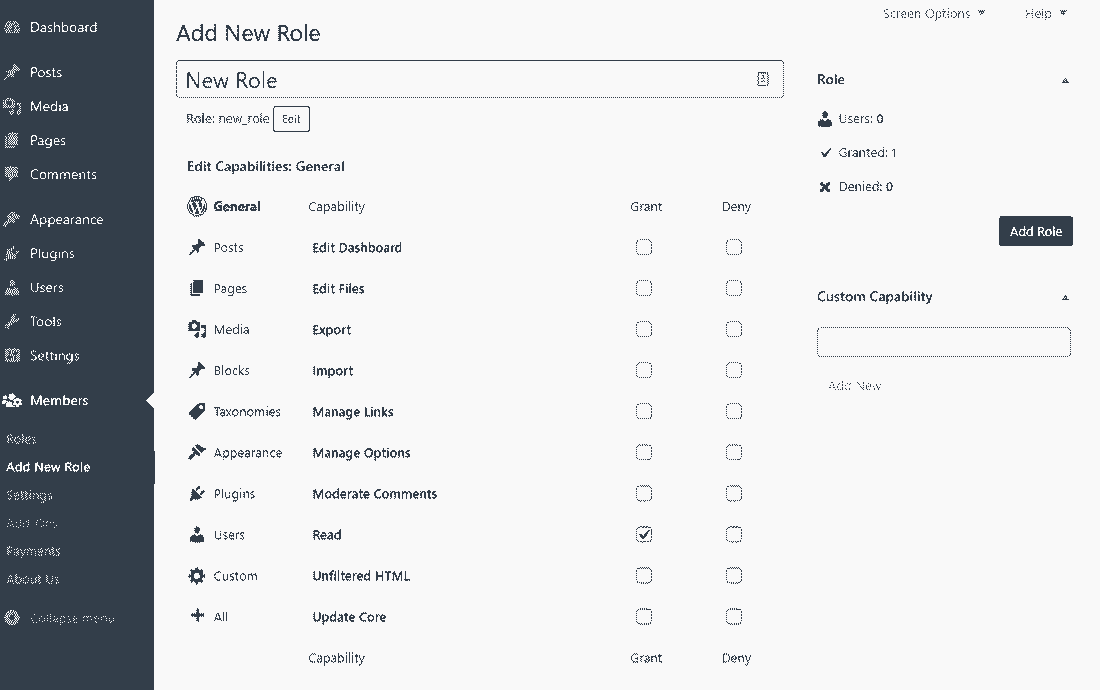 Dashboard
Posts
Media
Pages
Comments
Appearance
Plugins
Users
Tools
Settings
Members
Roles
Add New Role
Settings
Add-Ons
Payments
About Us
Collapse menu
Screen Options
Help
Add New Role
New Role
Role: new_role Edit
Edit Capabilities: General
General Capability Grant Deny
Posts Edit Dashboard
Pages Edit Files
Media Export
Blocks Import
Taxonomies Manage Links
Appearance Manage Options
Plugins Moderate Comments
Users Read
Custom Unfiltered HTML
All Update Core
Capability Grant Deny
Role
Users: 0
Granted: 1
Denied: 0
Add Role
Custom Capability
Add New